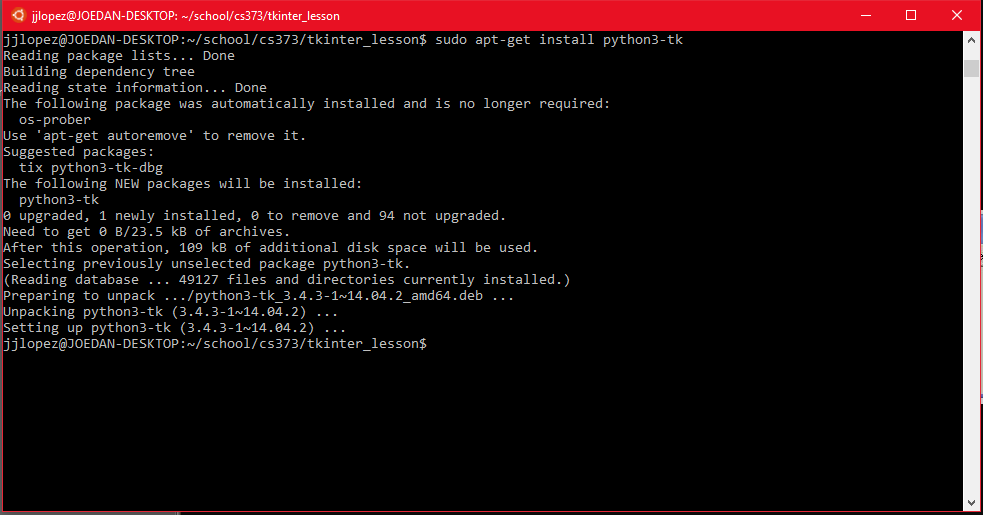 jjlopez@JOEDAN-DESKTOP: ~/school/cs373/tkinter_lesson
jjlopez@JOEDAN-DESKTOP:~/school/cs373/tkinter_lesson$ sudo apt-get install python3-tk
Reading package lists... Done
Building dependency tree
Reading state information... Done
The following package was automatically installed and is no longer required:
  os-prober
Use 'apt-get autoremove' to remove it.
Suggested packages:
  tix python3-tk-dbg
The following NEW packages will be installed:
  python3-tk
0 upgraded, 1 newly installed, 0 to remove and 94 not upgraded.
Need to get 0 B/23.5 kB of archives.
After this operation, 109 kB of additional disk space will be used.
Selecting previously unselected package python3-tk.
(Reading database ... 49127 files and directories currently installed.)
Preparing to unpack .../python3-tk_3.4.3-1~14.04.2_amd64.deb ...
Unpacking python3-tk (3.4.3-1~14.04.2) ...
Setting up python3-tk (3.4.3-1~14.04.2) ...
jjlopez@JOEDAN-DESKTOP:~/school/cs373/tkinter_lesson$